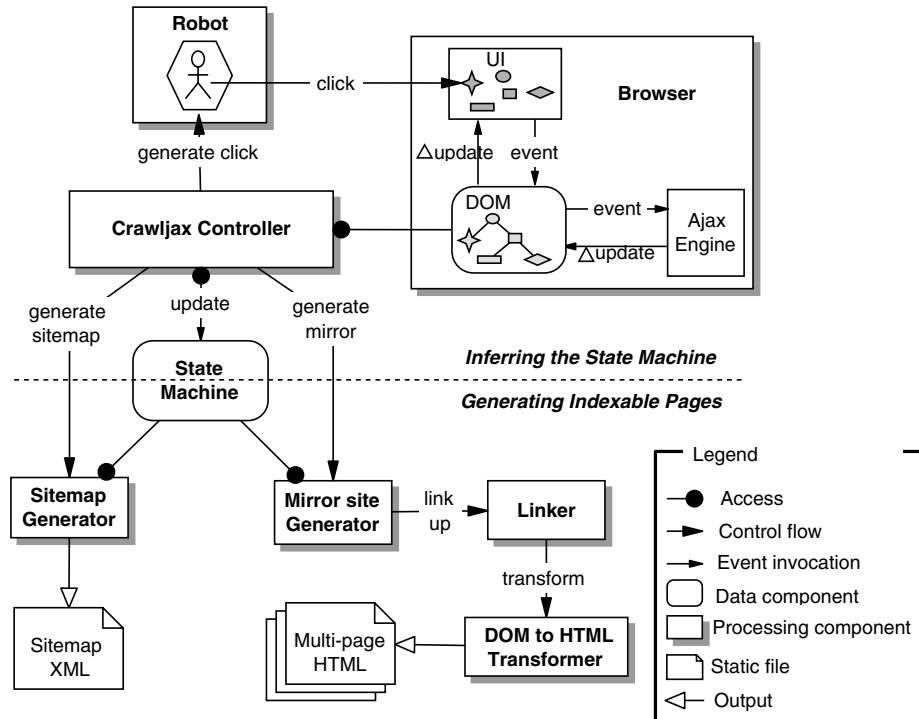 Robot
click
UI
Browser
generate click
△update
event
DOM
event
Ajax
Engine
△update
Crawljax Controller
generate
sitemap
update
generate
mirror
State
Machine
Inferring the State Machine
Generating Indexable Pages
Sitemap
Generator
Mirror site
Generator
link
up
Linker
transform
Sitemap
XML
Multi-page
HTML
DOM to HTML
Transformer
Legend
Access
Control flow
Event invocation
Data component
Processing component
Static file
Output